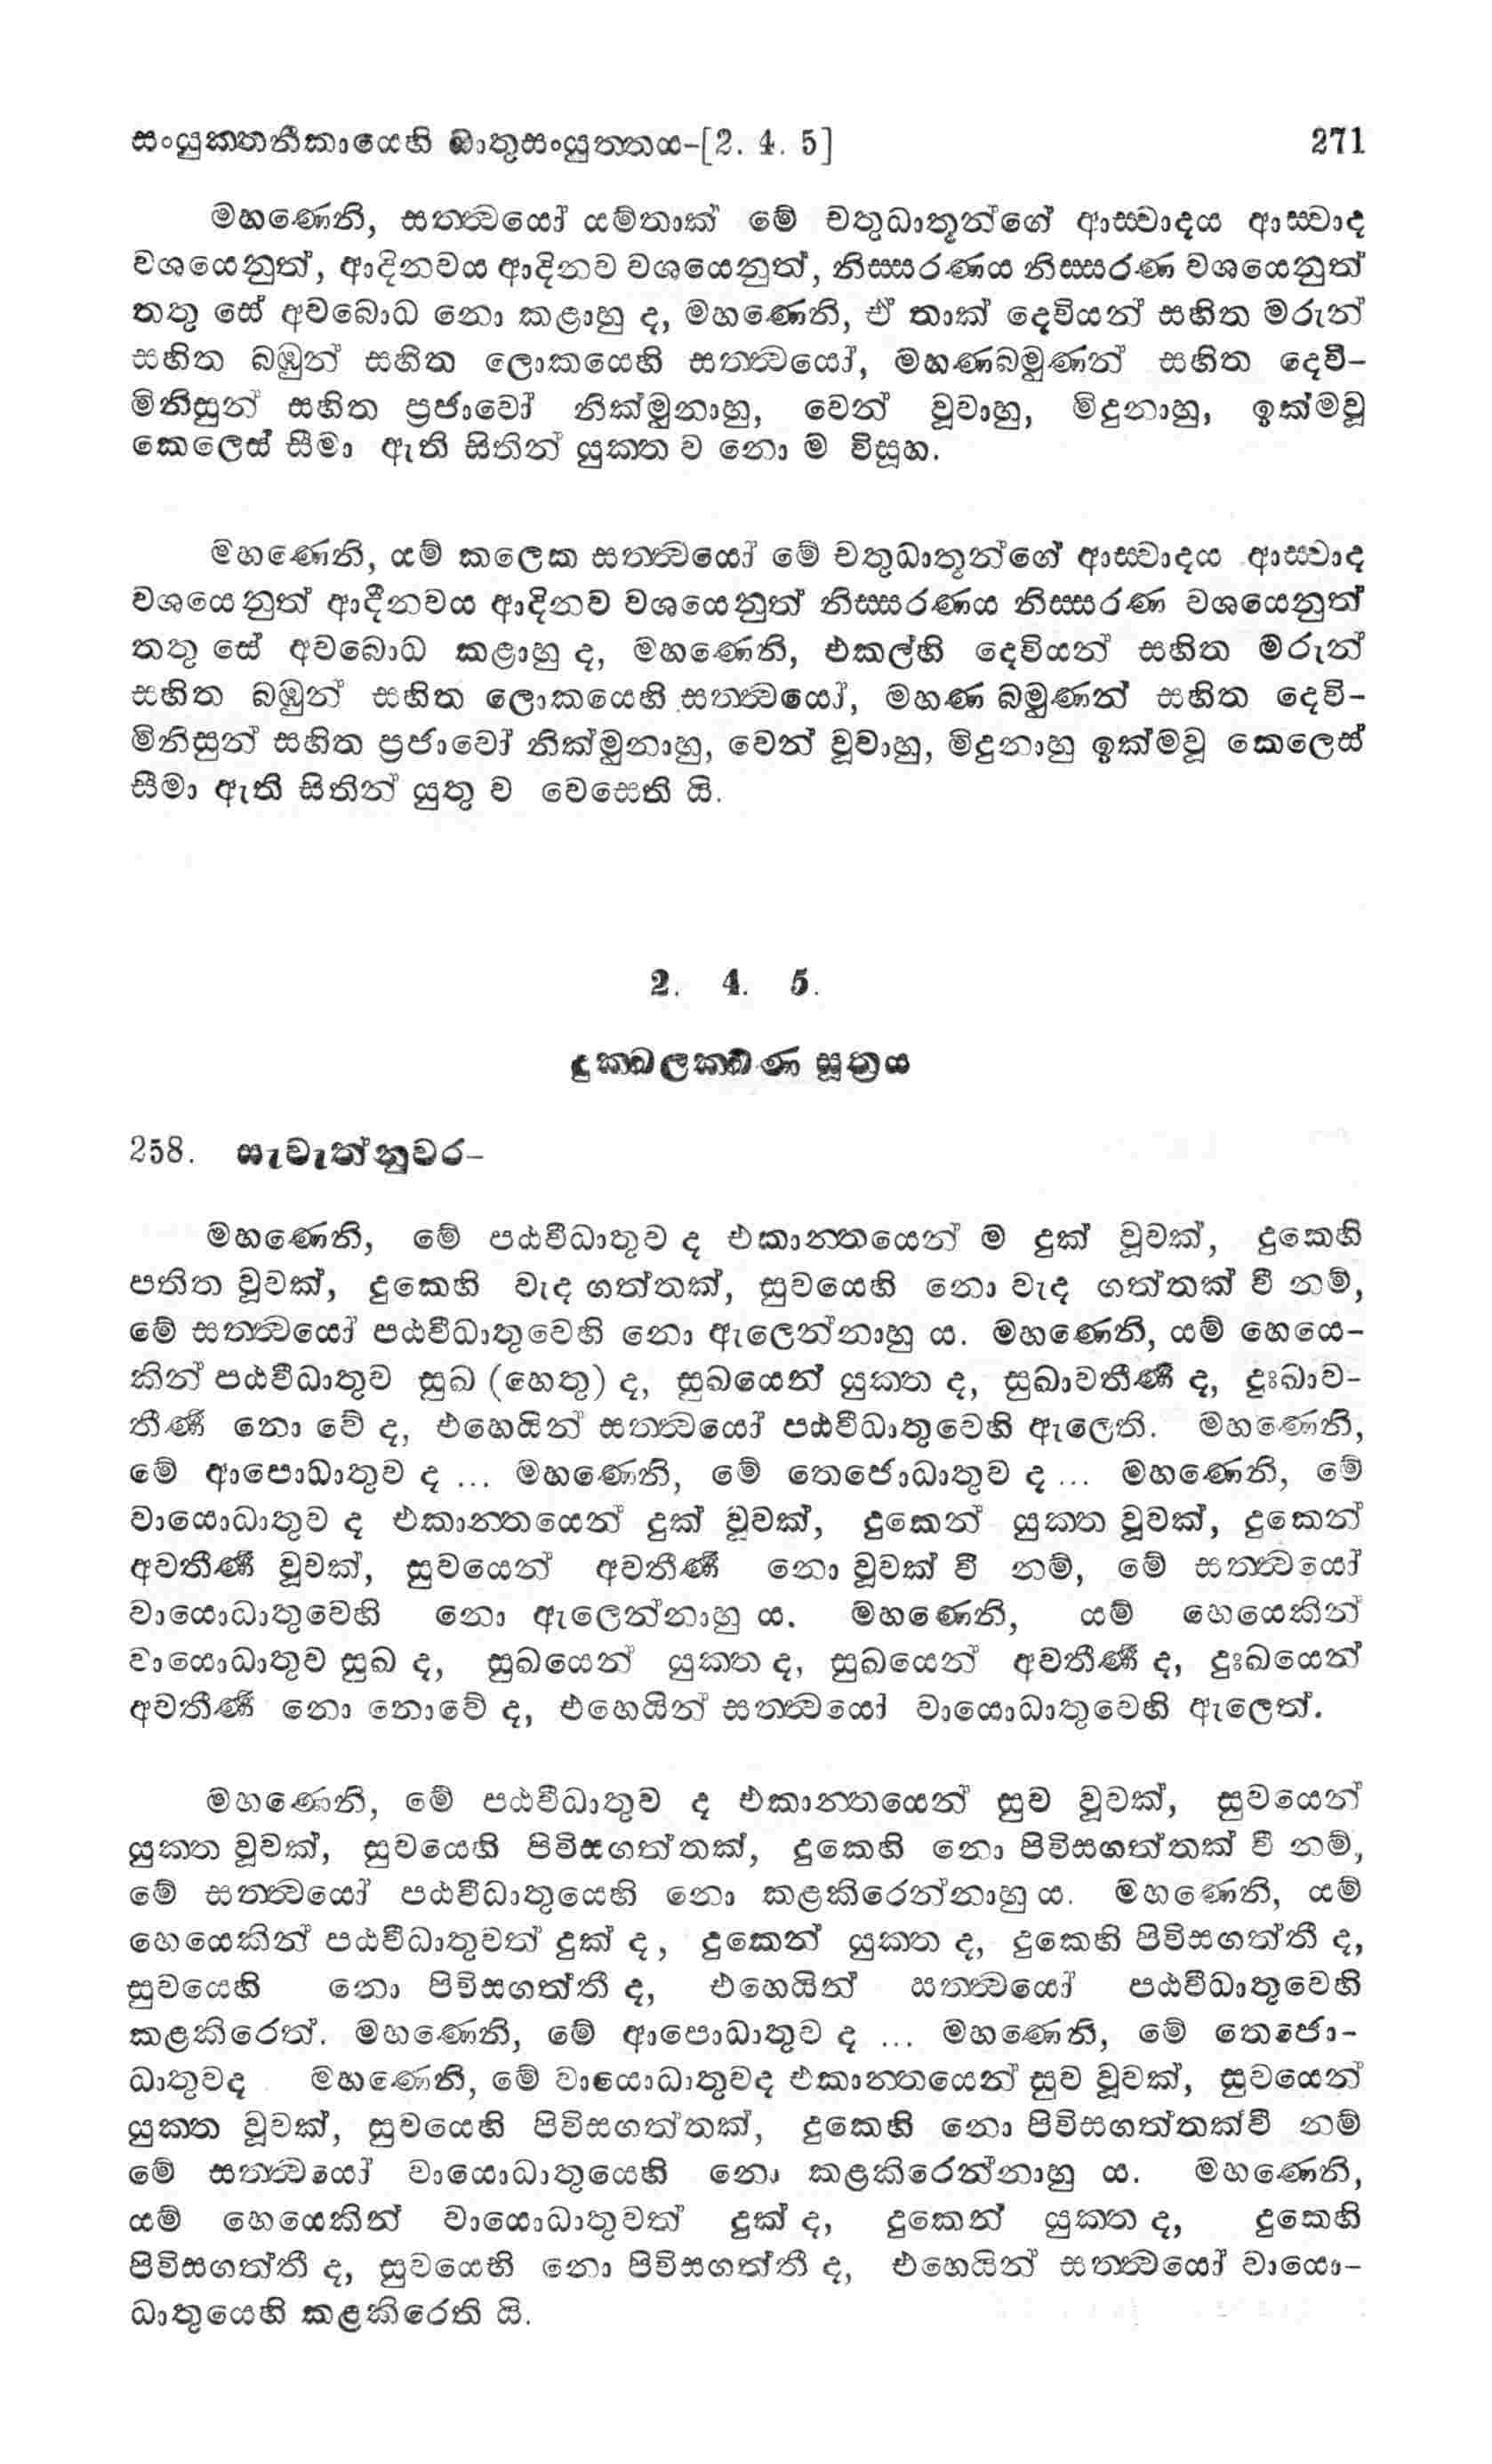 සංයුක්තනිකායෙහි ධාතුසංයුත්තය-[2. 4. 5] 271
මහණෙනි, සත්ත්වයෝ යම්තාක් මේ චතුධාතූන්ගේ ආස්වාදය ආස්වාද
වශයෙනුත්, ආදිනවය ආදිනව වශයෙනුත්, නිස්සරණය නිස්සරණ වශයෙනුත්
තතු සේ අවබොධ නො කළාහු ද, මහණෙනි, ඒ තාක් දෙවියන් සහිත මරුන්
සහිත බඹුන් සහිත ලොකයෙහි සත්ත්වයෝ, මහණබමුණන් සහිත දෙවි-
මිනිසුන් සහිත ප්‍රජාවෝ නික්මුනාහු, වෙන් වූවාහු, මිදුනාහු, ඉක්මවූ
කෙලෙස් සීමා ඇති සිතින් යුක්ත ව නො ම විසූහ.
මහණෙනි, යම් කලෙක සත්ත්වයෝ මේ චතුධාතූන්ගේ ආස්වාදය ආස්වාද
වශයෙනුත් ආදීනවය ආදිනව වශයෙනුත් නිස්සරණය නිස්සරණ වශයෙනුත්
තතු සේ අවබොධ කළාහු ද, මහණෙනි, එකල්හි දෙවියන් සහිත මරුන්
සහිත බඹුන් සහිත ලොකයෙහි සත්ත්වයෝ, මහණ බමුණන් සහිත දෙවි-
මිනිසුන් සහිත ප්‍රජාවෝ නික්මුනාහු, වෙන් වූවාහු, මිදුනාහු ඉක්මවූ කෙලෙස්
සීමා ඇති සිතින් යුතු ව වෙසෙති යි.
2. 4. 5.
දුක්ඛලක්ඛණ සූත්‍රය
258. සැවැත්නුවර-
මහණෙනි, මේ පඨවීධාතුව ද එකාන්තයෙන් ම දුක් වූවක්, දුකෙහි
පතිත වූවක්, දුකෙහි වැද ගත්තක්, සුවයෙහි නො වැද ගත්තක් වී නම්,
මේ සත්ත්වයෝ පඨවීධාතුවෙහි නො ඇලෙන්නාහු ය. මහණෙනි, යම් හෙයෙ-
කින් පඨවීධාතුව සුඛ (හෙතු) ද, සුඛයෙන් යුක්ත ද, සුඛාවතීර්ණ ද, දුඃඛාව-
තීර්ණ නො වේ ද, එහෙයින් සත්ත්වයෝ පඨවීධාතුවෙහි ඇලෙති. මහණෙනි,
මේ ආපොධාතුව ද ... මහණෙනි, මේ තෙජොධාතුව ද ... මහණෙනි, මේ
වායොධාතුව ද එකාන්තයෙන් දුක් වූවක්, දුකෙන් යුක්ත වූවක්, දුකෙන්
අවතීර්ණ වූවක්, සුවයෙන් අවතීර්ණ නො වූවක් වී නම්, මේ සත්ත්වයෝ
වායොධාතුවෙහි නො ඇලෙන්නාහු ය. මහණෙනි, යම් හෙයෙකින්
වායොධාතුව සුඛ ද, සුඛයෙන් යුක්ත ද, සුඛයෙන් අවතීර්ණ ද, දුඃඛයෙන්
අවතීර්ණ නො නොවේ ද, එහෙයින් සත්ත්වයෝ වායොධාතුවෙහි ඇලෙත්.
මහණෙනි, මේ පඨවීධාතුව ද එකාන්තයෙන් සුව වූවක්, සුවයෙන්
යුක්ත වූවක්, සුවයෙහි පිවිසගත්තක්, දුකෙහි නො පිවිසගත්තක් වී නම්,
මේ සත්ත්වයෝ පඨවීධාතුයෙහි නො කළකිරෙන්නාහු ය. මහණෙනි, යම්
හෙයෙකින් පඨවීධාතුවත් දුක් ද, දුකෙන් යුක්ත ද, දුකෙහි පිවිසගත්තී ද,
සුවයෙහි නො පිවිසගත්තී ද, එහෙයින් සත්ත්වයෝ පඨවීධාතුවෙහි
කළකිරෙත්. මහණෙනි, මේ ආපොධාතුව ද ... මහණෙනි, මේ තෙජො-
ධාතුවද මහණෙනි, මේ වායොධාතුවද එකාන්තයෙන් සුව වූවක්, සුවයෙන්
යුක්ත වූවක්, සුවයෙහි පිවිසගත්තක්, දුකෙහි නො පිවිසගත්තක්වී නම්
මේ සත්ත්වයෝ වායොධාතුයෙහි නො කළකිරෙන්නාහු ය. මහණෙනි,
යම් හෙයෙකින් වායොධාතුවත් දුක් ද, දුකෙන් යුක්ත ද, දුකෙහි
පිවිසගත්තී ද, සුවයෙහි නො පිවිසගත්තී ද, එහෙයින් සත්ත්වයෝ වායො-
ධාතුයෙහි කළකිරෙති යි.